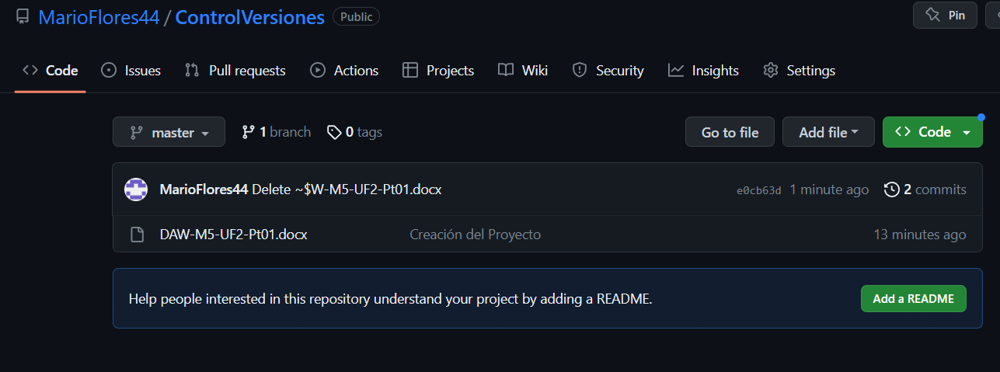 MarioFlores44 / ControlVersiones Public Pin
Code Issues Pull requests Actions Projects Wiki Security Insights Settings
master 1 branch 0 tags Go to file Add file Code
MarioFlores44 Delete ~$W-M5-UF2-Pt01.docx e0cb63d 1 minute ago 2 commits
DAW-M5-UF2-Pt01.docx Creación del Proyecto 13 minutes ago
Help people interested in this repository understand your project by adding a README. Add a README